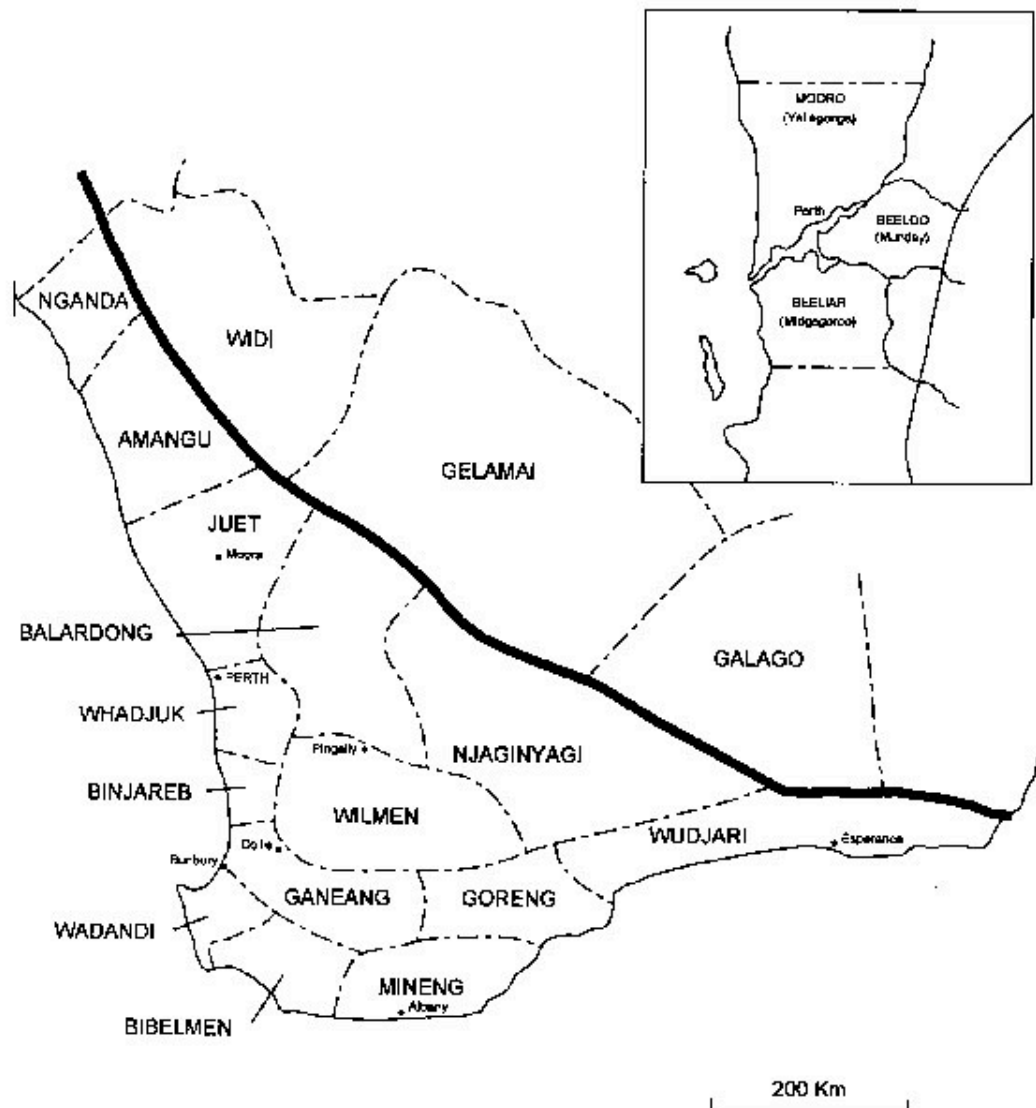 MOORO
(Yellagonga)
Perth
BEELOO
(Munday)
BEELIAR
(Midgegaroo)
NGANDA
WIDI
AMANGU
GELAMAI
JUET
Moora
BALARDONG
GALAGO
PERTH
WHADJUK
Pingelly
NJAGINYAGI
BINJAREB
WILMEN
WUDJARI
Esperance
Collie
Bunbury
GANEANG
GORENG
WADANDI
MINENG
Albany
BIBELMEN
200 Km